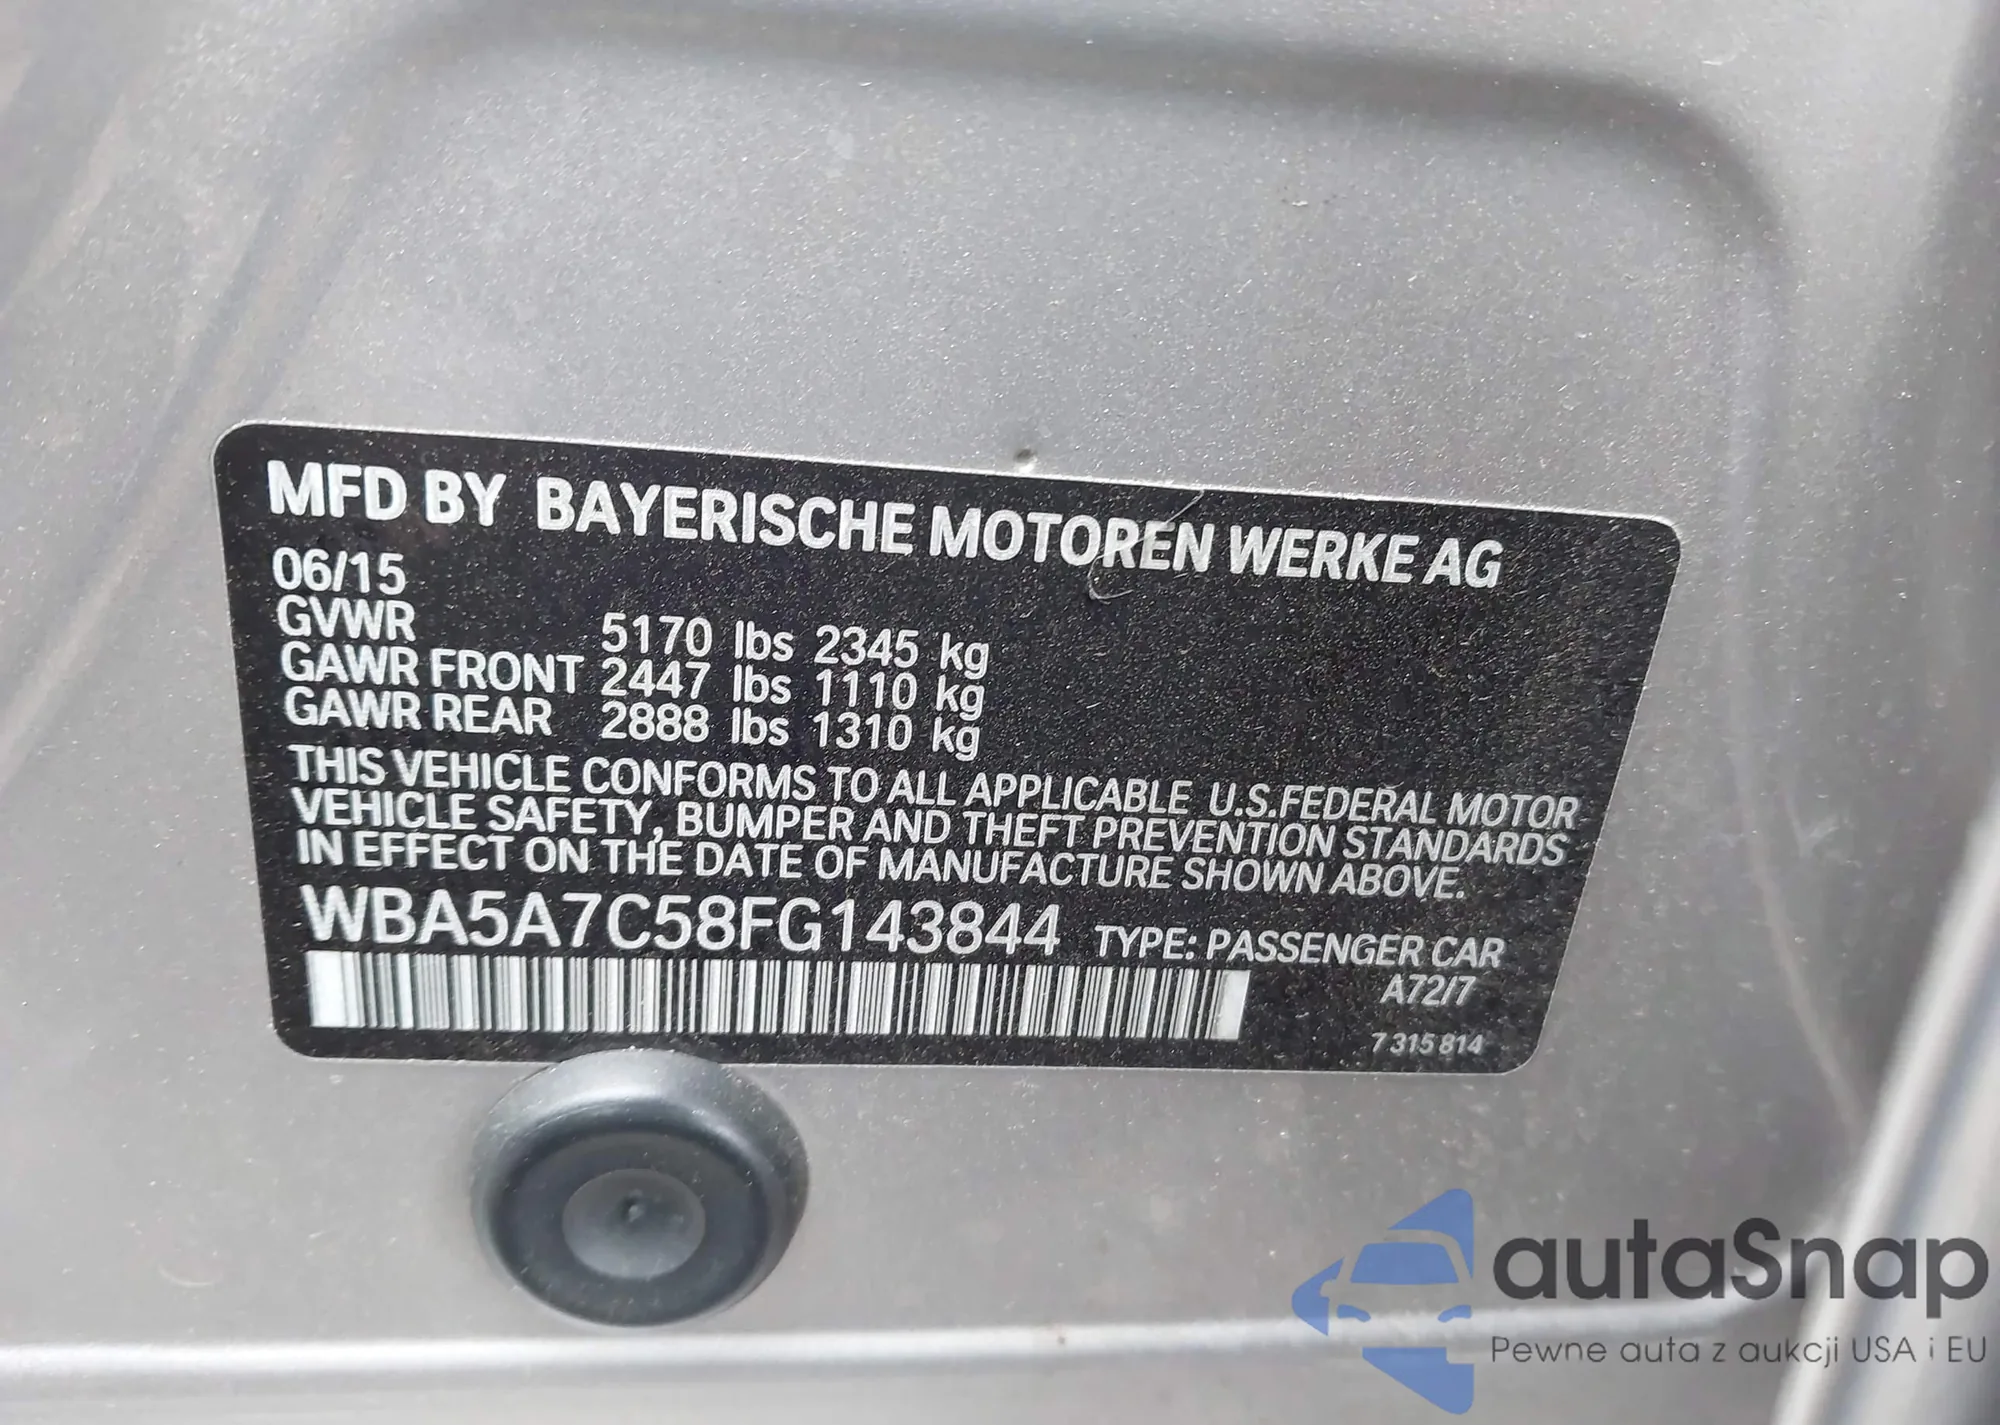 MFD BY BAYERISCHE MOTOREN WERKE AG
06/15
GVWR 5170 lbs 2345 kg
GAWR FRONT 2447 lbs 1110 kg
GAWR REAR 2888 lbs 1310 kg
THIS VEHICLE CONFORMS TO ALL APPLICABLE U.S.FEDERAL MOTOR
VEHICLE SAFETY, BUMPER AND THEFT PREVENTION STANDARDS
IN EFFECT ON THE DATE OF MANUFACTURE SHOWN ABOVE.
WBA5A7C58FG143844 TYPE: PASSENGER CAR
A72/7
7 315 814
autaSnap
Pewne auta z aukcji USA i EU